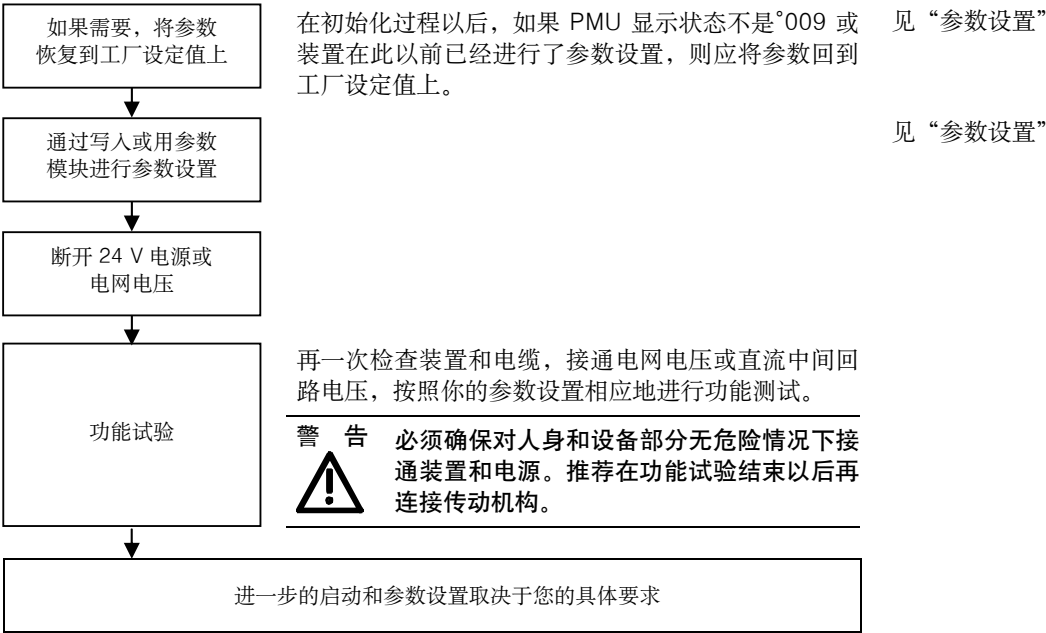 如果需要，将参数
恢复到工厂设定值上
在初始化过程以后，如果 PMU 显示状态不是°009 或
装置在此以前已经进行了参数设置，则应将参数回到
工厂设定值上。
见“参数设置”
通过写入或用参数
模块进行参数设置
见“参数设置”
断开 24 V 电源或
电网电压
功能试验
再一次检查装置和电缆，接通电网电压或直流中间回
路电压，按照你的参数设置相应地进行功能测试。
警 告
必须确保对人身和设备部分无危险情况下接
通装置和电源。推荐在功能试验结束以后再
连接传动机构。
进一步的启动和参数设置取决于您的具体要求